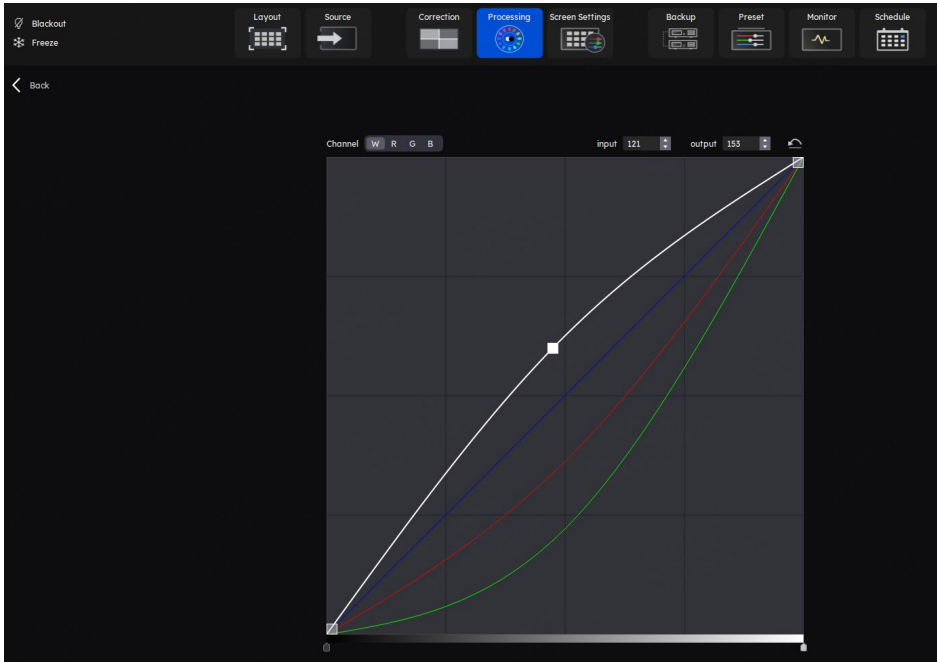 Blackout
Freeze
Layout
Source
Correction
Processing
Screen Settings
Backup
Preset
Monitor
Schedule
Back
Channel W R G B input 121 output 153